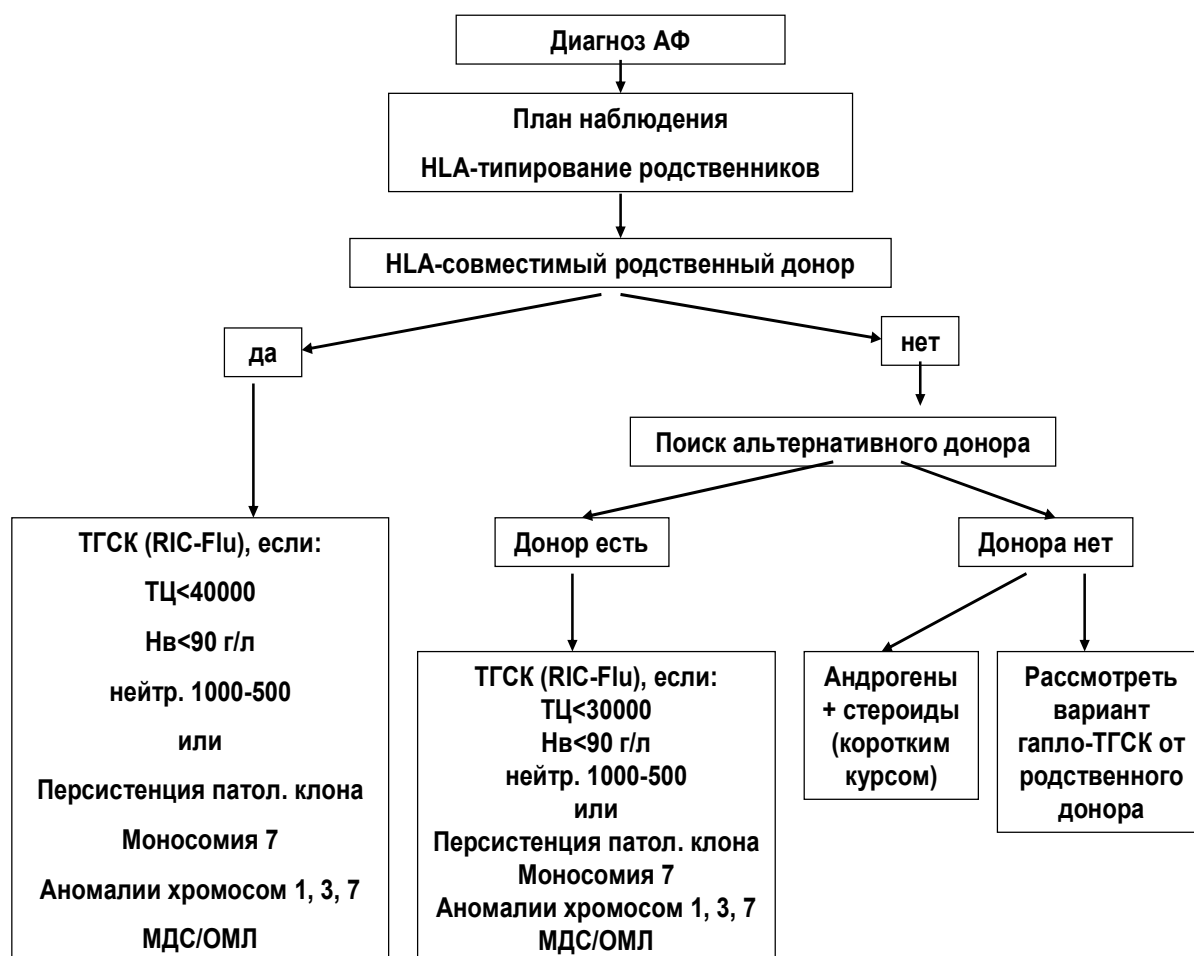 Диагноз АФ
План наблюдения
HLA-типирование родственников
HLA-совместимый родственный донор
да
нет
Поиск альтернативного донора
ТГСК (RIC-Flu), если:
ТЦ<40000
Нв<90 г/л
нейтр. 1000-500
или
Персистенция патол. клона
Моносомия 7
Аномалии хромосом 1, 3, 7
МДС/ОМЛ
Донор есть
Донора нет
ТГСК (RIC-Flu), если:
ТЦ<30000
Нв<90 г/л
нейтр. 1000-500
или
Персистенция патол. клона
Моносомия 7
Аномалии хромосом 1, 3, 7
МДС/ОМЛ
Андрогены
+ стероиды
(коротким
курсом)
Рассмотреть
вариант
гапло-ТГСК от
родственного
донора